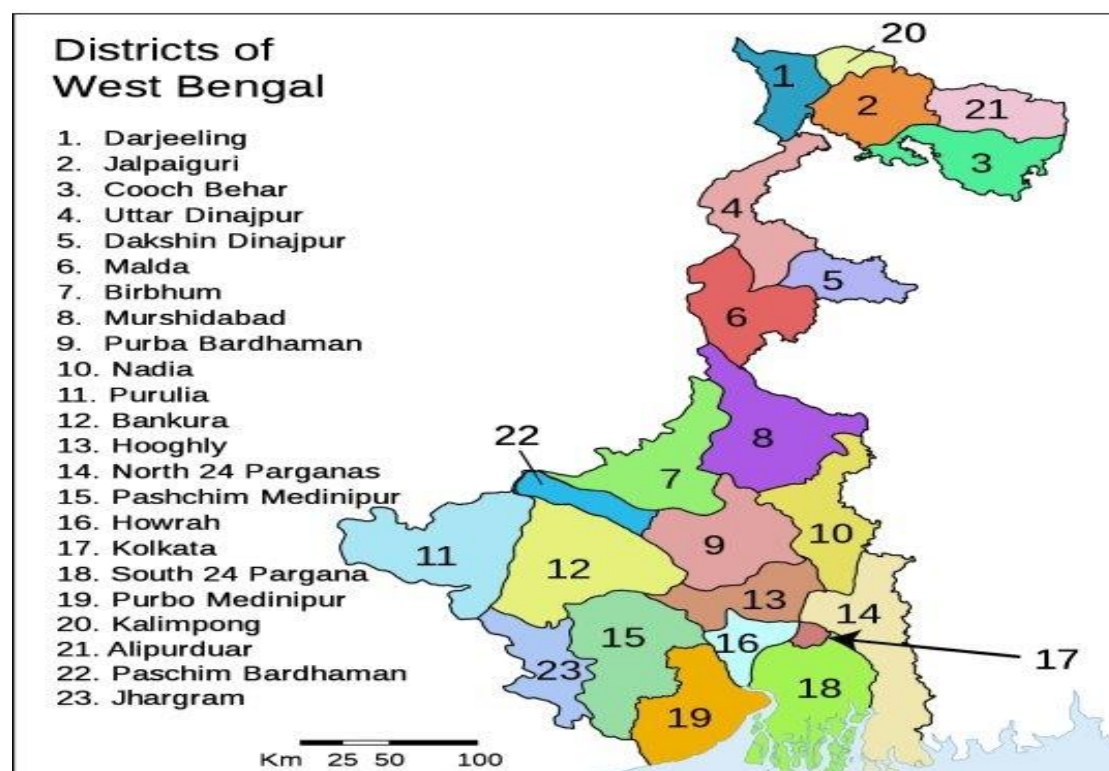 Districts of
West Bengal
1. Darjeeling
2. Jalpaiguri
3. Cooch Behar
4. Uttar Dinajpur
5. Dakshin Dinajpur
6. Malda
7. Birbhum
8. Murshidabad
9. Purba Bardhaman
10. Nadia
11. Purulia
12. Bankura
13. Hooghly
14. North 24 Parganas
15. Pashchim Medinipur
16. Howrah
17. Kolkata
18. South 24 Pargana
19. Purbo Medinipur
20. Kalimpong
21. Alipurduar
22. Paschim Bardhaman
23. Jhargram
20
1
2
21
3
4
5
6
8
22
7
10
9
11
12
13
14
15
16
17
23
18
19
Km 25 50 100